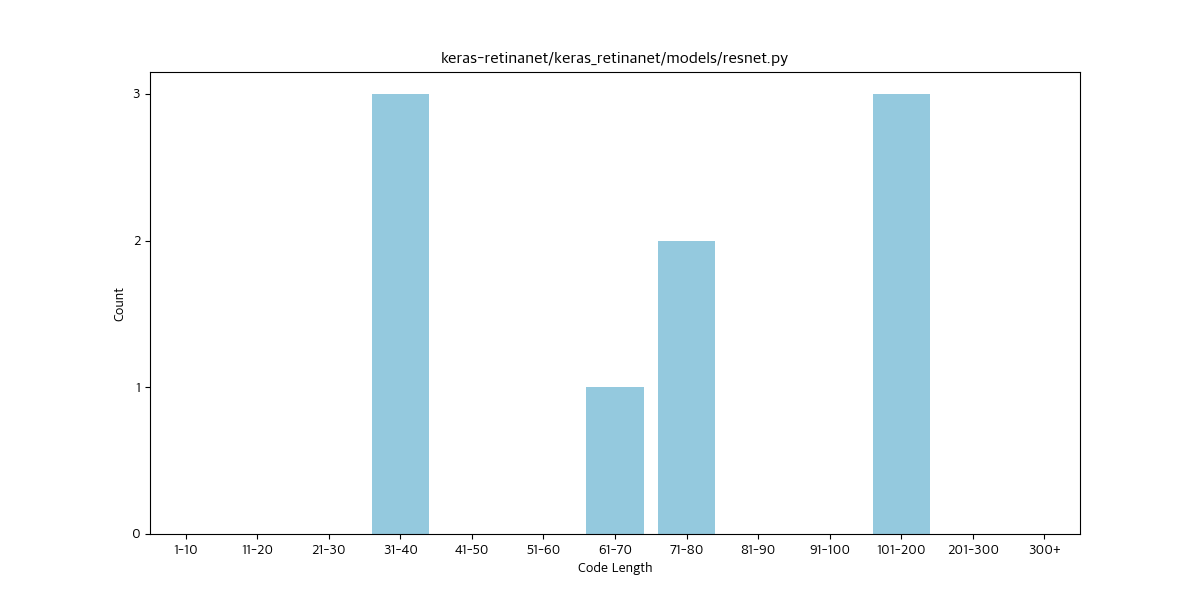 keras-retinanet/keras_retinanet/models/resnet.py
Count
3
2
1
0
1-10 11-20 21-30 31-40 41-50 51-60 61-70 71-80 81-90 91-100 101-200 201-300 300+
Code Length